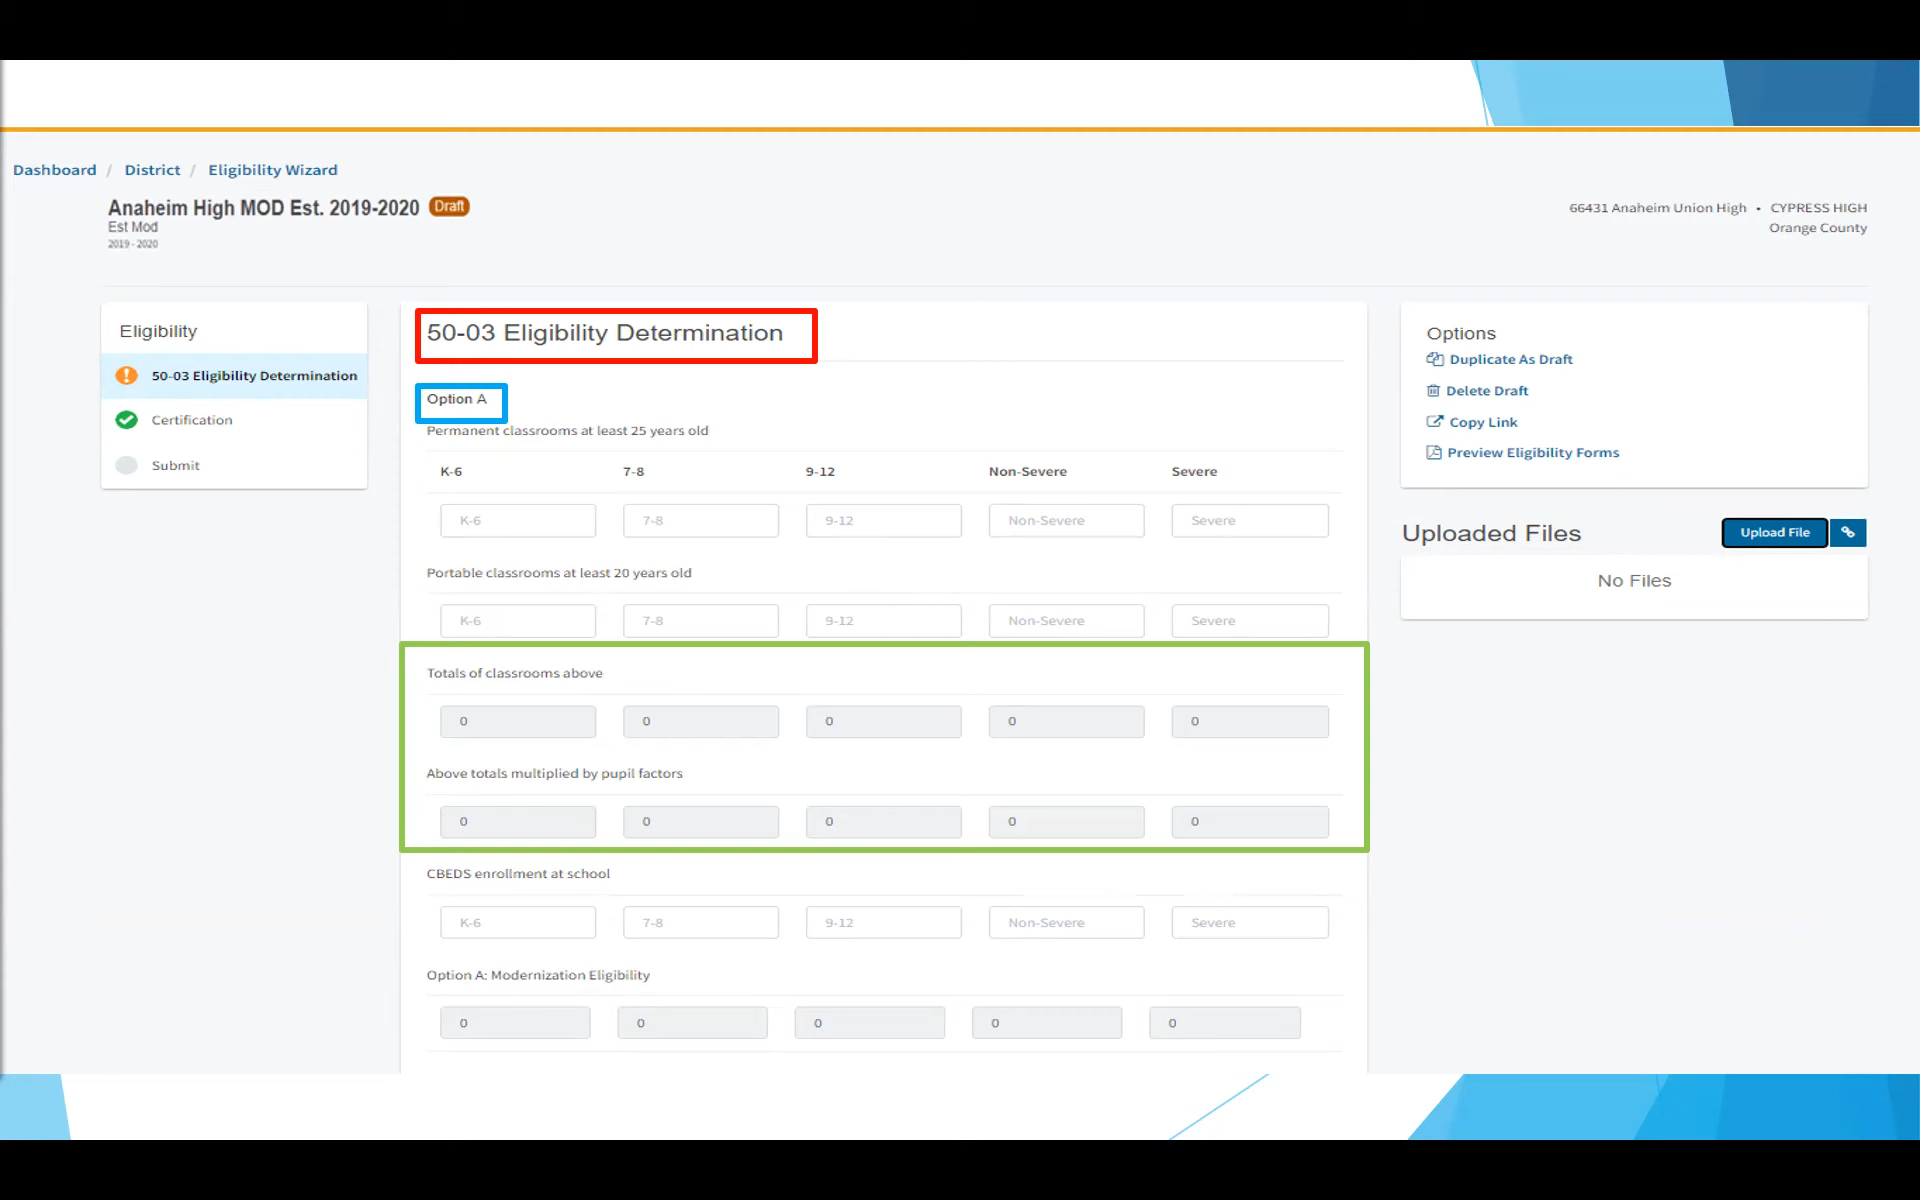 Dashboard / District / Eligibility Wizard
Anaheim High MOD Est. 2019-2020 Draft
Est Mod
2019 - 2020
66431 Anaheim Union High • CYPRESS HIGH
Orange County
Eligibility
50-03 Eligibility Determination
Certification
Submit
50-03 Eligibility Determination
Option A
Permanent classrooms at least 25 years old
K-6 7-8 9-12 Non-Severe Severe
K-6 7-8 9-12 Non-Severe Severe
Portable classrooms at least 20 years old
K-6 7-8 9-12 Non-Severe Severe
Totals of classrooms above
0 0 0 0 0
Above totals multiplied by pupil factors
0 0 0 0 0
CBEDS enrollment at school
K-6 7-8 9-12 Non-Severe Severe
Option A: Modernization Eligibility
0 0 0 0 0
Options
Duplicate As Draft
Delete Draft
Copy Link
Preview Eligibility Forms
Uploaded Files Upload File
No Files